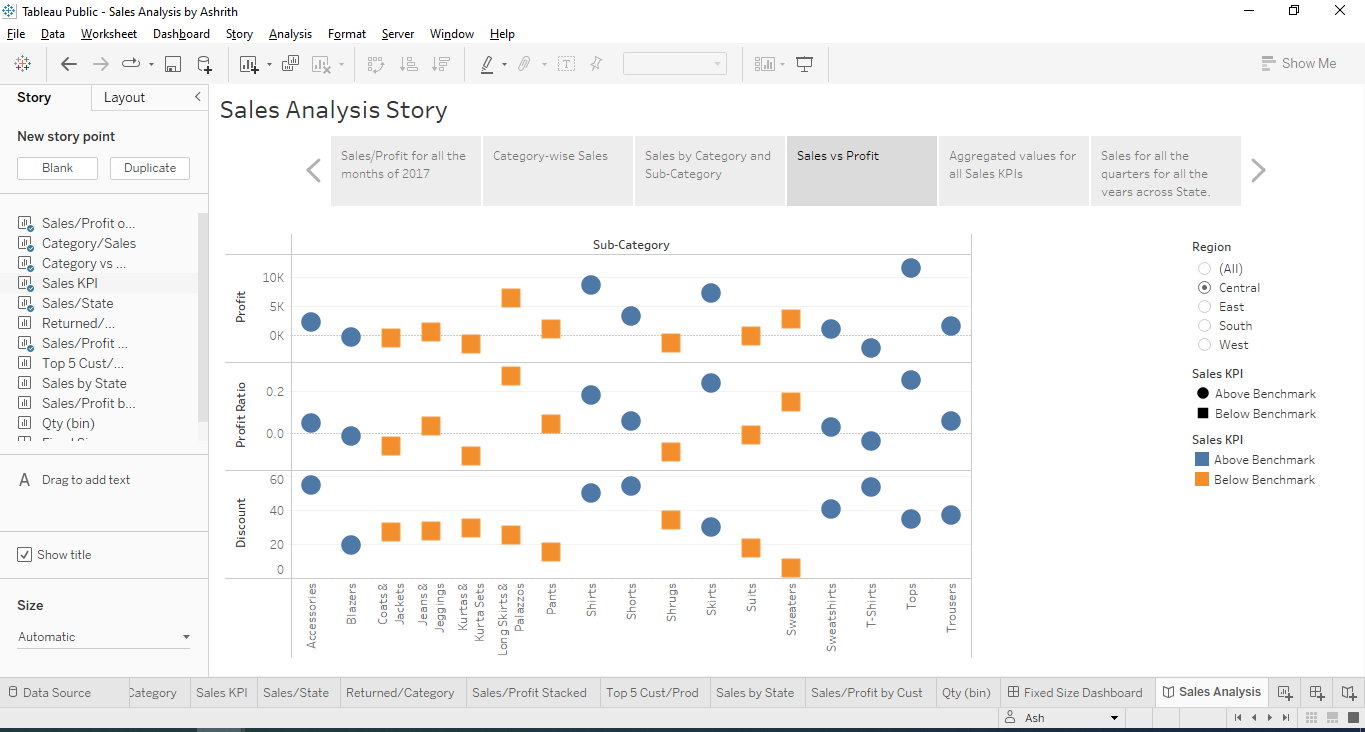 Tableau Public - Sales Analysis by Ashrith
File Data Worksheet Dashboard Story Analysis Format Server Window Help
Show Me
Story Layout
New story point
Blank Duplicate
Sales/Profit o...
Category/Sales
Category vs ...
Sales KPI
Sales/State
Returned/...
Sales/Profit ...
Top 5 Cust/...
Sales by State
Sales/Profit b...
Qty (bin)
A Drag to add text
Show title
Size
Automatic
Sales Analysis Story
Sales/Profit for all the
months of 2017
Category-wise Sales
Sales by Category and
Sub-Category
Sales vs Profit
Aggregated values for
all Sales KPIs
Sales for all the
quarters for all the
years across State.
Sub-Category
Profit
10K
5K
0K
Profit Ratio
0.2
0.0
Discount
60
40
20
0
Accessories
Blazers
Coats &
Jackets
Jeans &
Jeggings
Kurtas &
Kurta Sets
Long Skirts &
Palazzos
Pants
Shirts
Shorts
Shrugs
Skirts
Suits
Sweaters
Sweatshirts
T-Shirts
Tops
Trousers
Region
(All)
Central
East
South
West
Sales KPI
Above Benchmark
Below Benchmark
Sales KPI
Above Benchmark
Below Benchmark
Data Source Category Sales KPI Sales/State Returned/Category Sales/Profit Stacked Top 5 Cust/Prod Sales by State Sales/Profit by Cust Qty (bin) Fixed Size Dashboard Sales Analysis
Ash